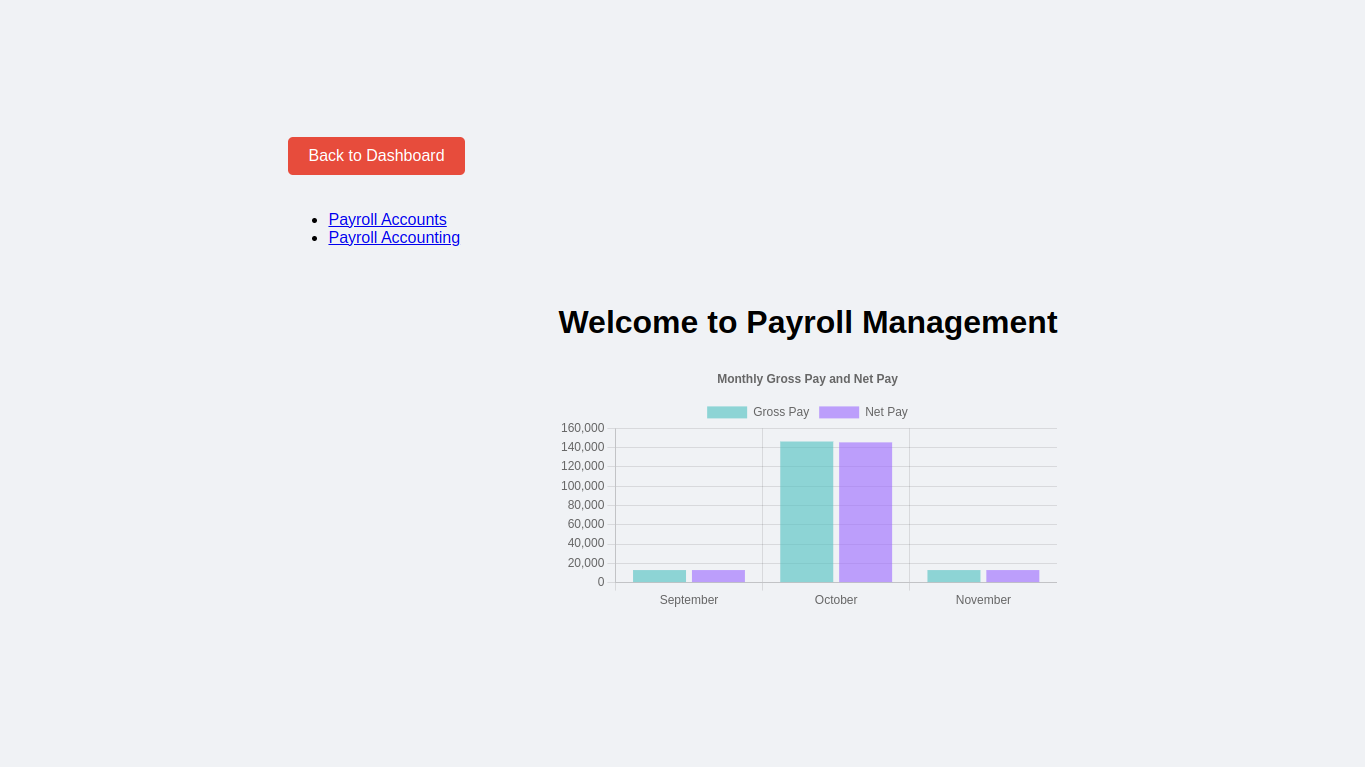 Back to Dashboard
Payroll Accounts
Payroll Accounting
Welcome to Payroll Management
Monthly Gross Pay and Net Pay
Gross Pay Net Pay
160,000
140,000
120,000
100,000
80,000
60,000
40,000
20,000
0
September October November